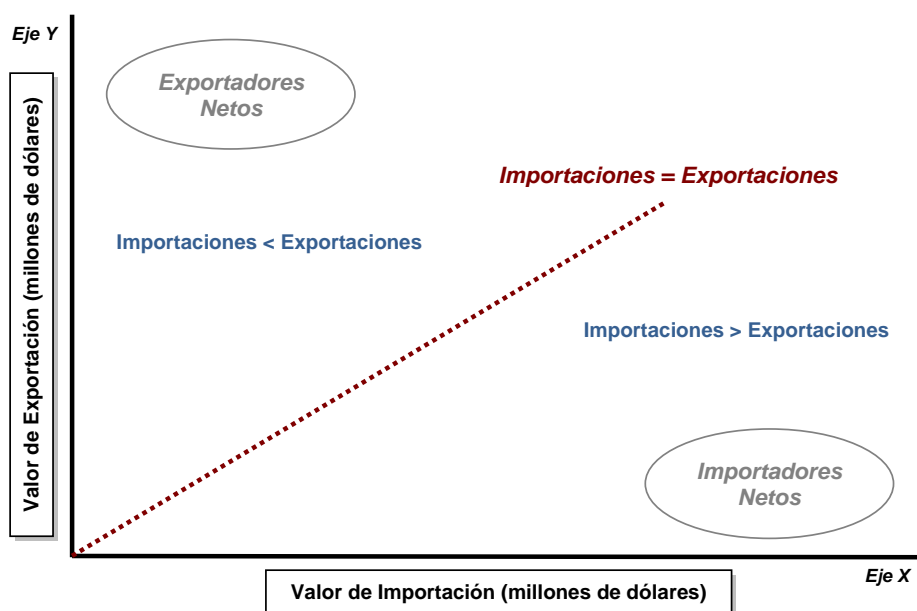 Eje Y
Exportadores
Netos
Valor de Exportación (millones de dólares)
Importaciones = Exportaciones
Importaciones < Exportaciones
Importaciones > Exportaciones
Importadores
Netos
Eje X
Valor de Importación (millones de dólares)